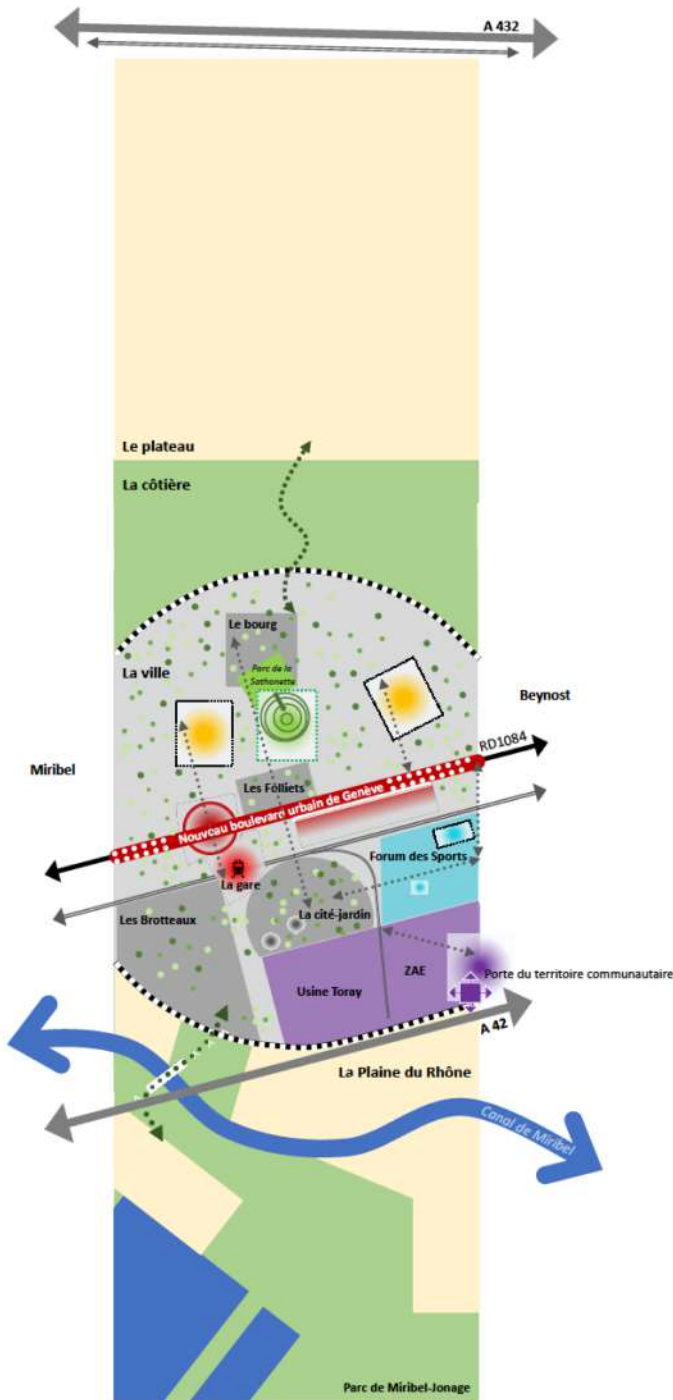 A 432
Le plateau
La côtière
Le bourg
Parc de la
Sathonette
La ville
Beynost
RD1084
Miribel
Les Folliets
Nouveau boulevard urbain de Genève
Forum des Sports
La gare
La cité-jardin
Les Brotteaux
ZAE
Porte du territoire communautaire
Usine Toray
A 42
La Plaine du Rhône
Canal de Miribel
Parc de Miribel-Jonage